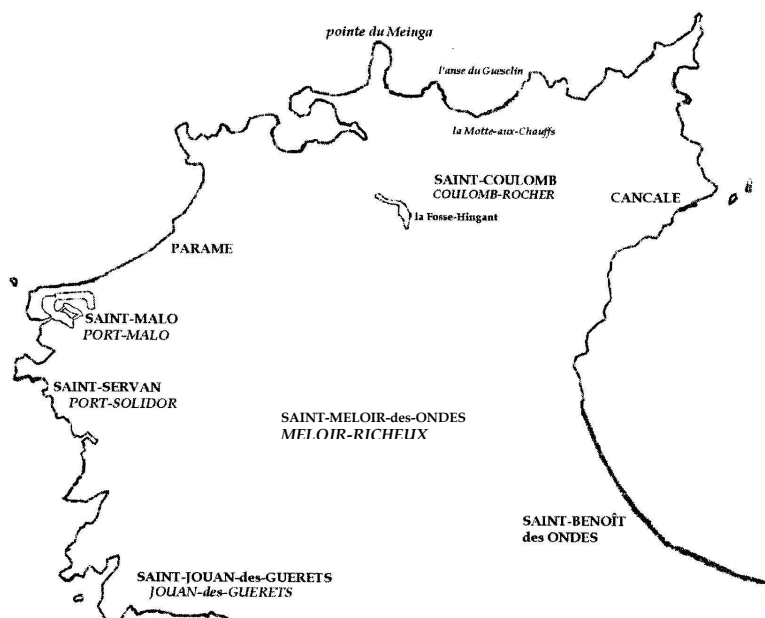 pointe du Meinga
l'anse du Guesclin
la Motte-aux-Chauffs
SAINT-COULOMB
COULOMB-ROCHER
CANCALE
la Fosse-Hingant
PARAME
SAINT-MALO
PORT-MALO
SAINT-SERVAN
PORT-SOLIDOR
SAINT-MELOIR-des-ONDES
MELOIR-RICHEUX
SAINT-BENOÎT
des ONDES
SAINT-JOUAN-des-GUERETS
JOUAN-des-GUERETS